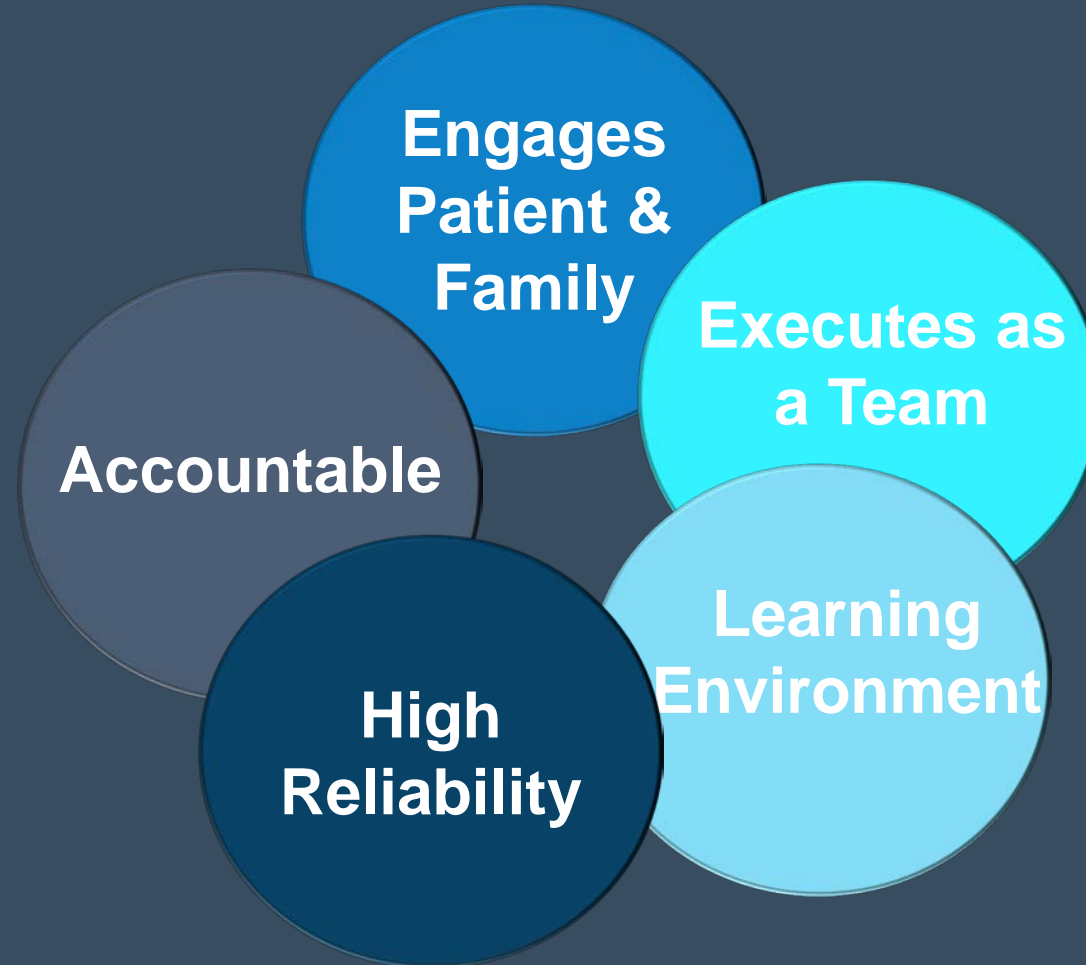 Engages
Patient &
Family
Executes as
a Team
Accountable
Learning
Environment
High
Reliability